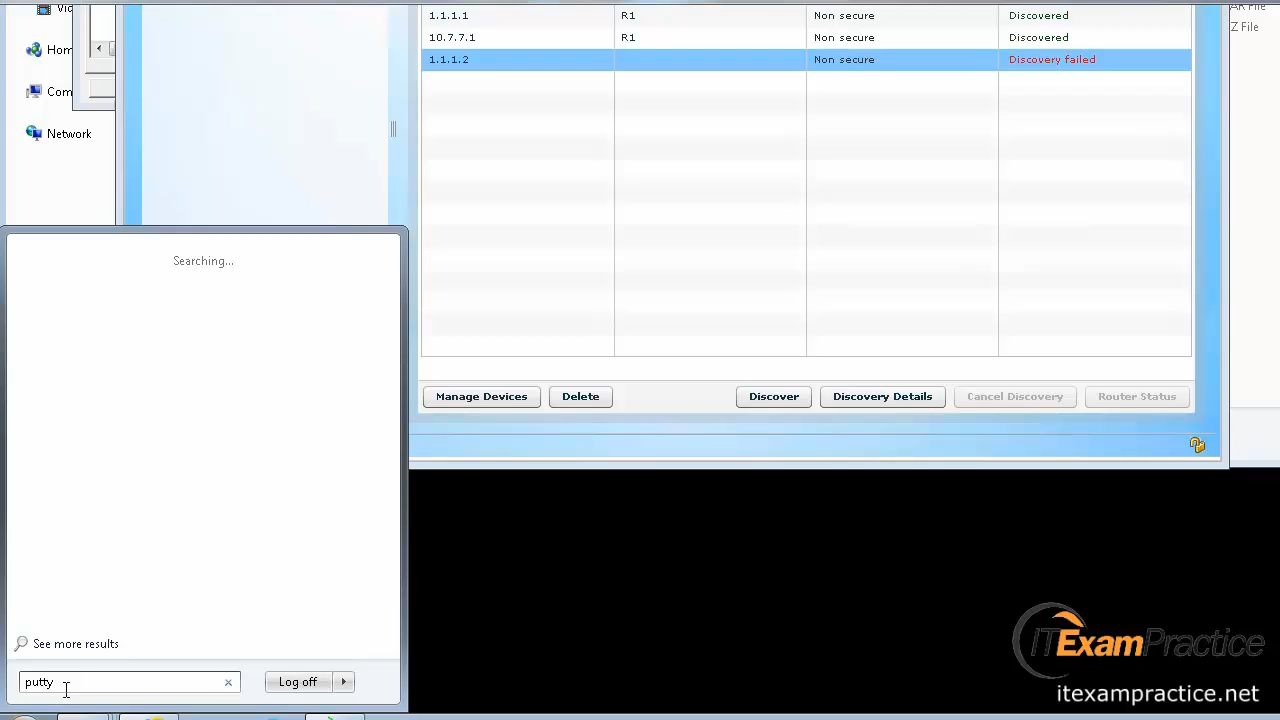 Vic
AR File
1.1.1.1 R1 Non secure Discovered
Z File
10.7.7.1 R1 Non secure Discovered
Hom
1.1.1.2 Non secure Discovery failed
Com
Network
Searching...
Manage Devices Delete Discover Discovery Details Cancel Discovery Router Status
See more results
putty
Log off
ITExamPractice
itexampractice.net